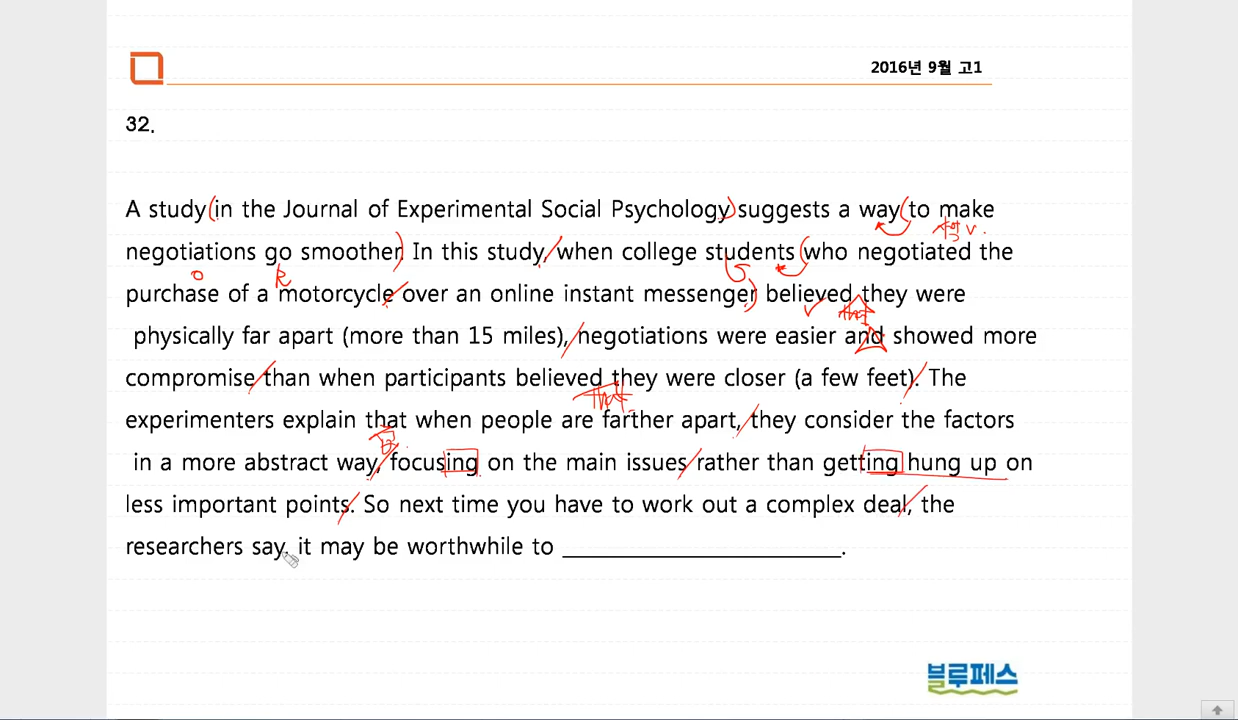 2016년 9월 고1
32.
A study in the Journal of Experimental Social Psychology suggests a way to make
사역 v.
negotiations go smoother. In this study, when college students who negotiated the
O
R
S
purchase of a motorcycle over an online instant messenger believed they were
that
physically far apart (more than 15 miles), negotiations were easier and showed more
compromise than when participants believed they were closer (a few feet). The
that
experimenters explain that when people are farther apart, they consider the factors
in a more abstract way, focusing on the main issues rather than getting hung up on
less important points. So next time you have to work out a complex deal, the
researchers say, it may be worthwhile to ____________________.
블루페스